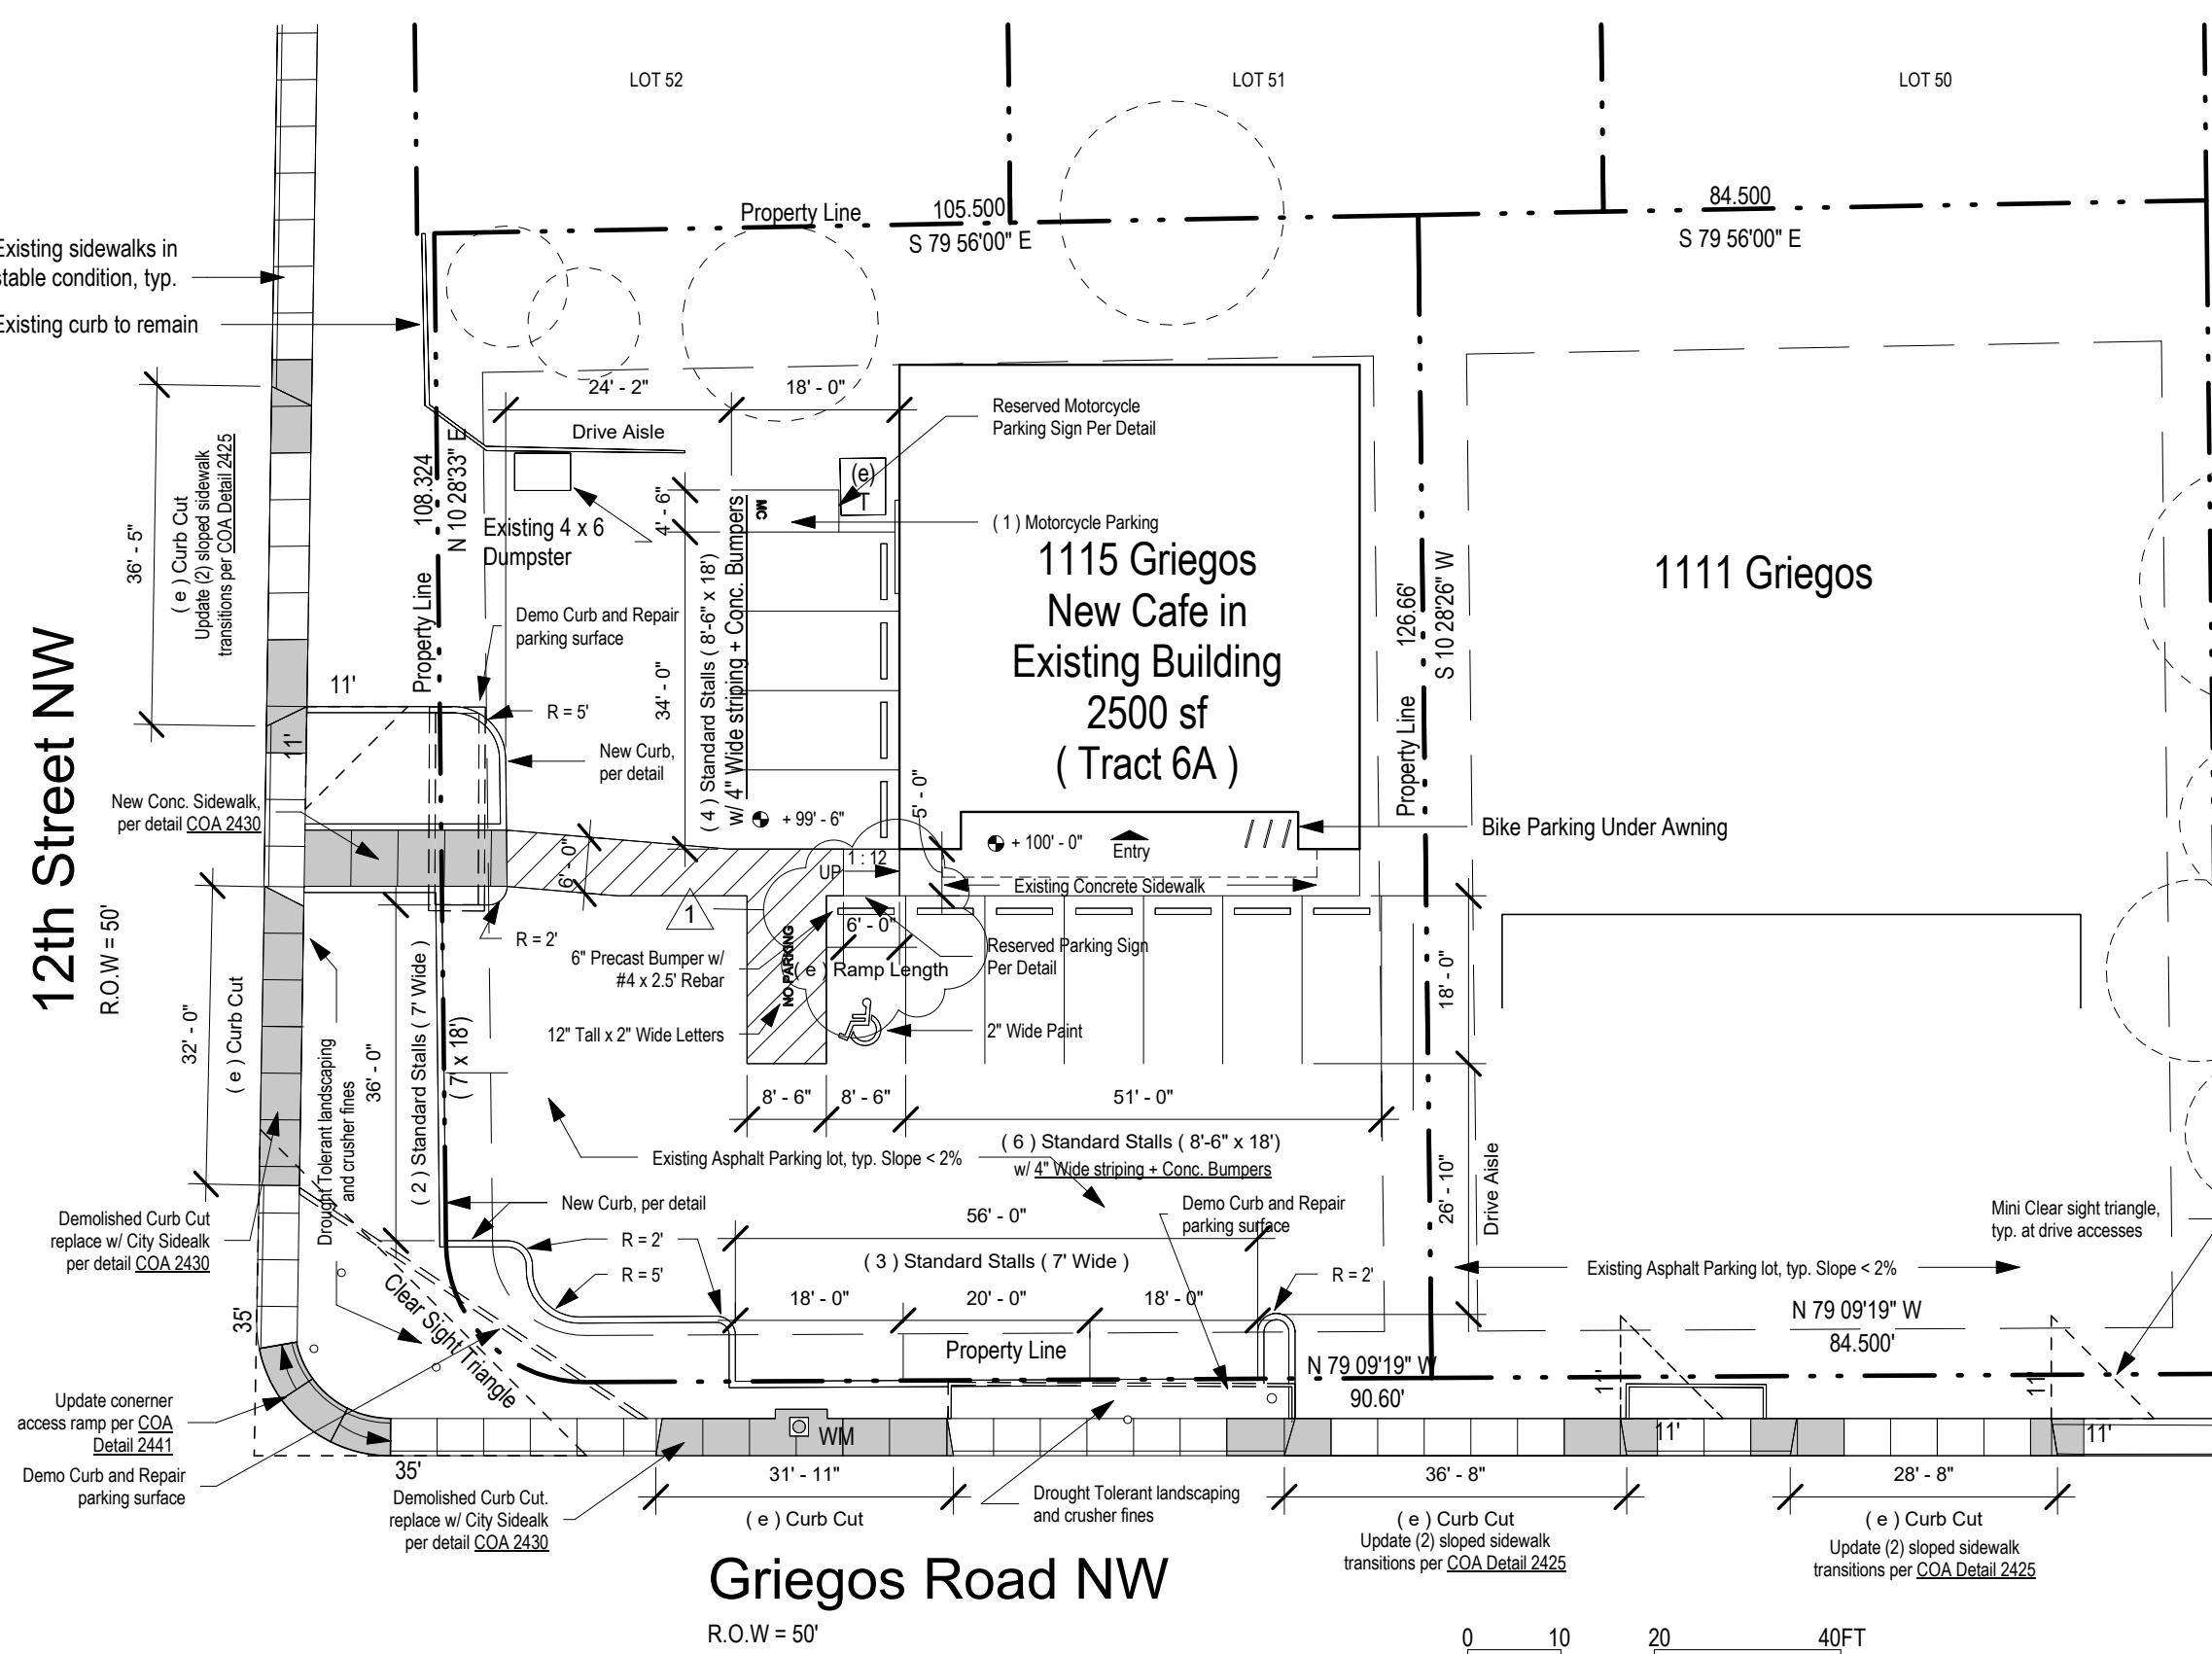 LOT 52
LOT 51
LOT 50
Property Line
105.500
S 79 56'00" E
84.500
S 79 56'00" E
Existing sidewalks in
stable condition, typ.
Existing curb to remain
24' - 2"
18' - 0"
Drive Aisle
Reserved Motorcycle
Parking Sign Per Detail
(e)
T
MC
( 1 ) Motorcycle Parking
4' - 6"
Existing 4 x 6
Dumpster
108.324
N 10 28'33" E
Property Line
36' - 5"
( e ) Curb Cut
Update (2) sloped sidewalk
transitions per COA Detail 2425
1115 Griegos
New Cafe in
Existing Building
2500 sf
( Tract 6A )
126.66'
S 10 28'26" W
Property Line
1111 Griegos
Demo Curb and Repair
parking surface
34' - 0"
( 4 ) Standard Stalls ( 8'-6" x 18')
w/ 4" Wide striping + Conc. Bumpers
11'
11'
R = 5'
New Curb,
per detail
New Conc. Sidewalk,
per detail COA 2430
12th Street NW
R.O.W = 50'
+ 99' - 6"
5' - 0"
+ 100' - 0"
Entry
Bike Parking Under Awning
6' - 0"
1 : 12
UP
Existing Concrete Sidewalk
1
6' - 0"
R = 2'
6" Precast Bumper w/
#4 x 2.5' Rebar
NO PARKING
( e ) Ramp Length
Reserved Parking Sign
Per Detail
12" Tall x 2" Wide Letters
2" Wide Paint
18' - 0"
32' - 0"
( e ) Curb Cut
Drought Tolerant landscaping
and crusher fines
36' - 0"
( 2 ) Standard Stalls ( 7' Wide )
( 7' x 18')
8' - 6"
8' - 6"
51' - 0"
( 6 ) Standard Stalls ( 8'-6" x 18')
w/ 4" Wide striping + Conc. Bumpers
Existing Asphalt Parking lot, typ. Slope < 2%
26' - 10"
Drive Aisle
New Curb, per detail
Demo Curb and Repair
parking surface
56' - 0"
( 3 ) Standard Stalls ( 7' Wide )
R = 2'
R = 5'
R = 2'
18' - 0"
20' - 0"
18' - 0"
Mini Clear sight triangle,
typ. at drive accesses
Existing Asphalt Parking lot, typ. Slope < 2%
N 79 09'19" W
84.500'
Demolished Curb Cut
replace w/ City Sidealk
per detail COA 2430
Clear Sight Triangle
35'
Property Line
N 79 09'19" W
90.60'
11'
11'
11'
11'
Update conerner
access ramp per COA
Detail 2441
Demo Curb and Repair
parking surface
35'
WM
31' - 11"
36' - 8"
28' - 8"
Demolished Curb Cut.
replace w/ City Sidealk
per detail COA 2430
( e ) Curb Cut
Drought Tolerant landscaping
and crusher fines
( e ) Curb Cut
Update (2) sloped sidewalk
transitions per COA Detail 2425
( e ) Curb Cut
Update (2) sloped sidewalk
transitions per COA Detail 2425
Griegos Road NW
R.O.W = 50'
0 10 20 40FT